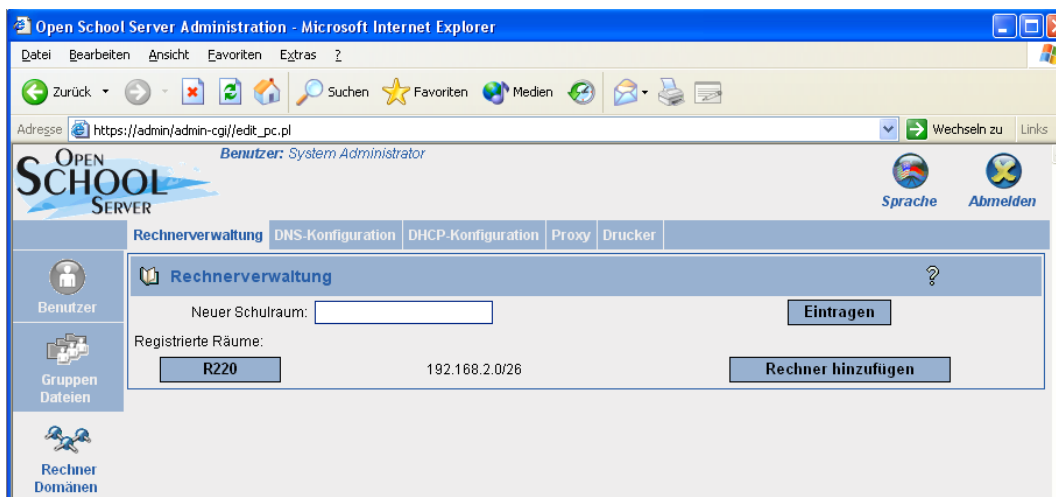 Open School Server Administration - Microsoft Internet Explorer
Datei Bearbeiten Ansicht Favoriten Extras ?
Zurück Suchen Favoriten Medien
Adresse https://admin/admin-cgi//edit_pc.pl Wechseln zu Links
OPEN SCHOOL SERVER
Benutzer: System Administrator
Sprache Abmelden
Rechnerverwaltung DNS-Konfiguration DHCP-Konfiguration Proxy Drucker
Benutzer
Gruppen
Dateien
Rechner
Domänen
Rechnerverwaltung ?
Neuer Schulraum: Eintragen
Registrierte Räume:
R220 192.168.2.0/26 Rechner hinzufügen